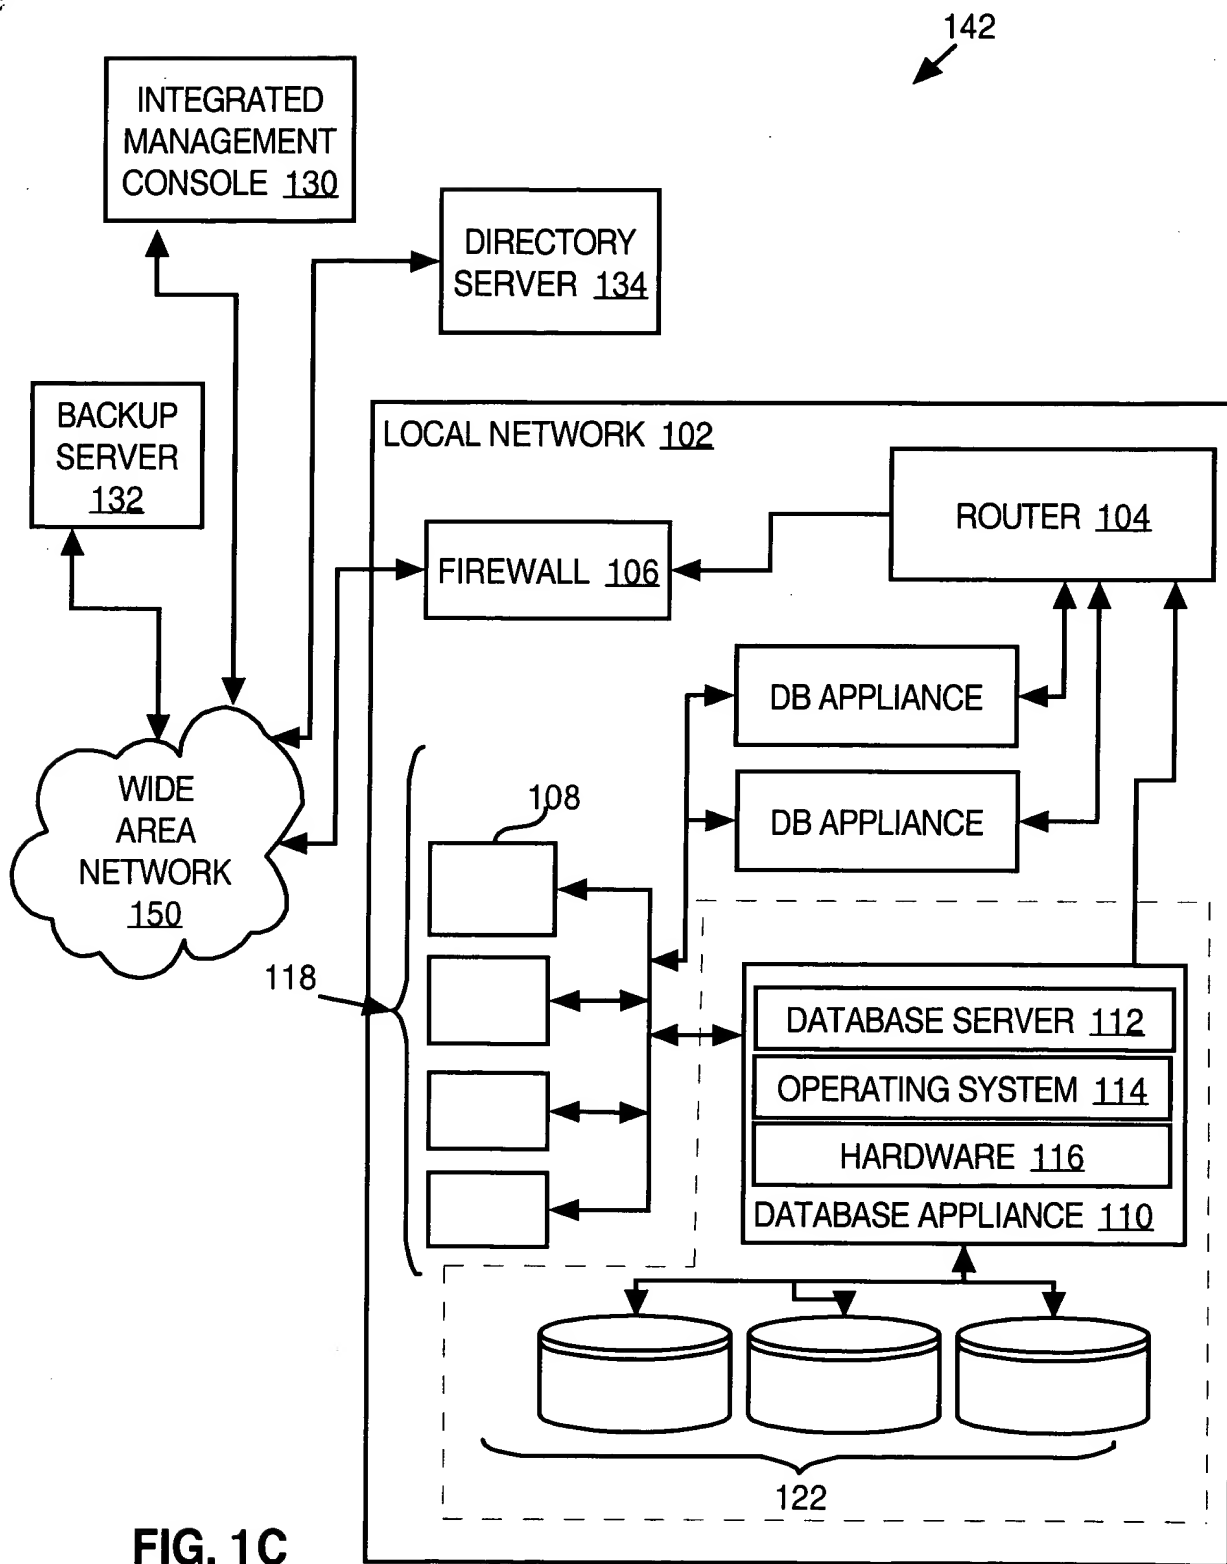 142
INTEGRATED
MANAGEMENT
CONSOLE 130
DIRECTORY
SERVER 134
BACKUP
SERVER
132
LOCAL NETWORK 102
ROUTER 104
FIREWALL 106
DB APPLIANCE
DB APPLIANCE
WIDE
AREA
NETWORK
150
108
118
DATABASE SERVER 112
OPERATING SYSTEM 114
HARDWARE 116
DATABASE APPLIANCE 110
122
FIG. 1C